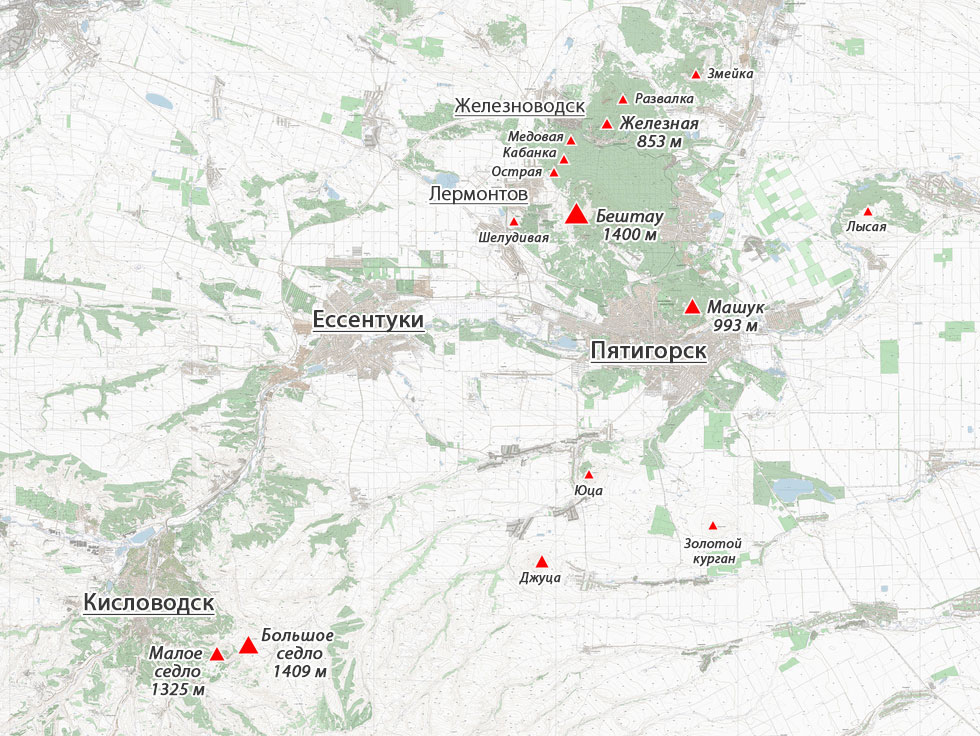 Змейка
Развалка
Железноводск
Железная
853 м
Медовая
Кабанка
Острая
Лермонтов
Бештау
1400 м
Шелудивая
Лысая
Машук
993 м
Ессентуки
Пятигорск
Юца
Золотой
курган
Джуца
Кисловодск
Большое
седло
1409 м
Малое
седло
1325 м